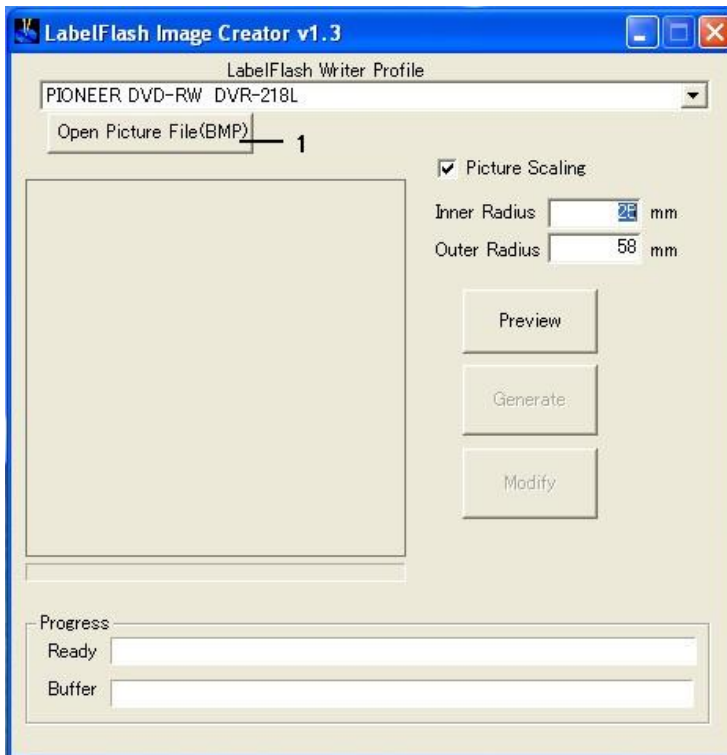 LabelFlash Image Creator v1.3
LabelFlash Writer Profile
PIONEER DVD-RW DVR-218L
Open Picture File(BMP)
1
Picture Scaling
Inner Radius 25 mm
Outer Radius 58 mm
Preview
Generate
Modify
Progress
Ready
Buffer